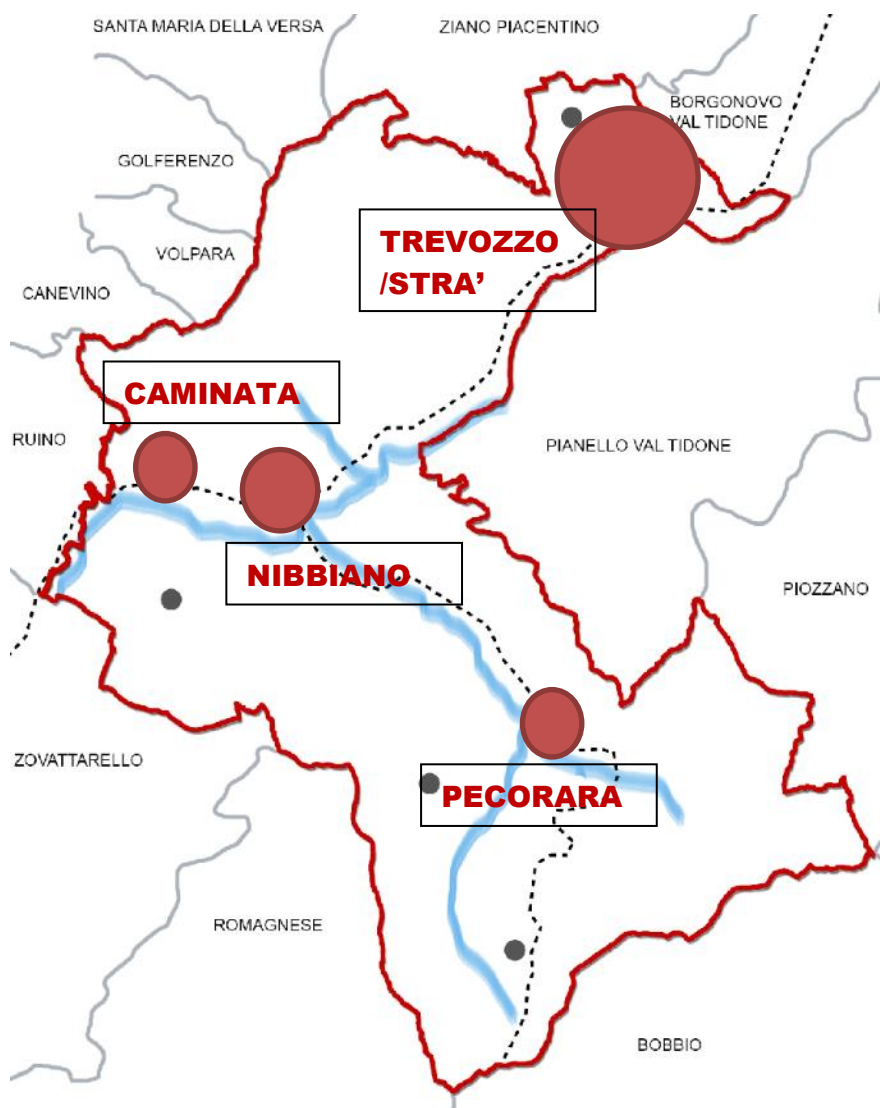 SANTA MARIA DELLA VERSA
ZIANO PIACENTINO
BORGONOVO
VAL TIDONE
GOLFERENZO
VOLPARA
TREVOZZO
/STRA’
CANEVINO
CAMINATA
RUINO
PIANELLO VAL TIDONE
NIBBIANO
PIOZZANO
ZOVATTARELLO
PECORARA
ROMAGNESE
BOBBIO